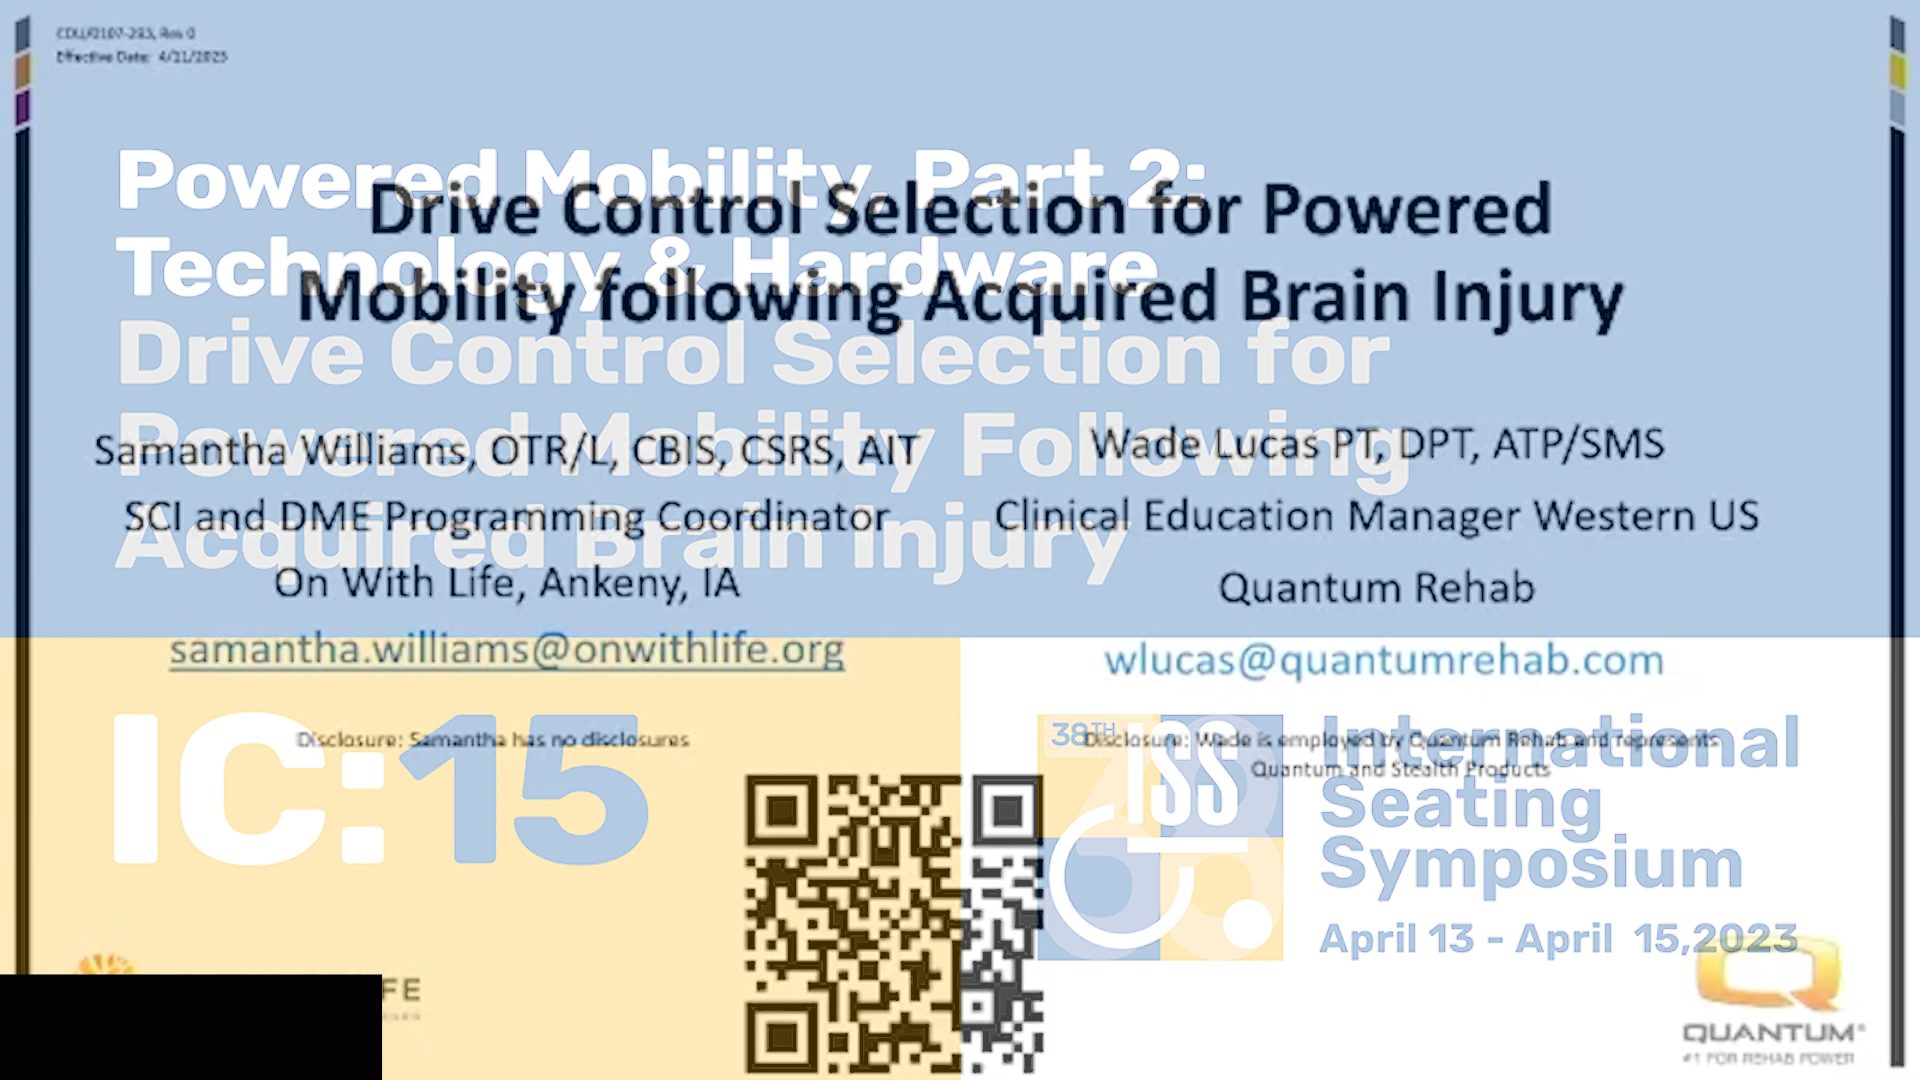 CDU/0107-293, Rev 0
Effective Date: 4/11/2023
Powered Mobility, Part 2:
Technology & Hardware
Drive Control Selection for
Powered Mobility Following
Acquired Brain Injury
Drive Control Selection for Powered
Mobility following Acquired Brain Injury
Samantha Williams, OTR/L, CBIS, CSRS, AIT
SCI and DME Programming Coordinator
On With Life, Ankeny, IA
samantha.williams@onwithlife.org
Disclosure: Samantha has no disclosures
Wade Lucas PT, DPT, ATP/SMS
Clinical Education Manager Western US
Quantum Rehab
wlucas@quantumrehab.com
Disclosure: Wade is employed by Quantum Rehab and represents
Quantum and Stealth Products
IC:15
38TH
ISS
International
Seating
Symposium
April 13 - April 15,2023
FE
QUANTUM®
#1 FOR REHAB POWER